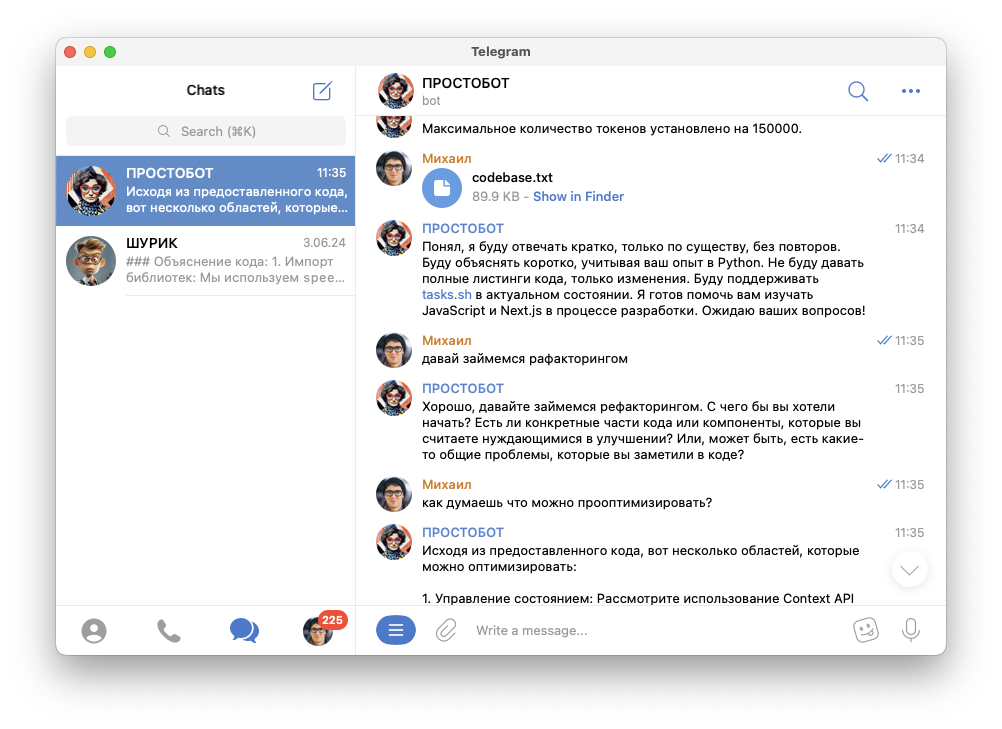 Telegram
Chats
Search (⌘K)
ПРОСТОБОТ 11:35
Исходя из предоставленного кода,
вот несколько областей, которые...
ШУРИК 3.06.24
### Объяснение кода: 1. Импорт
библиотек: Мы используем spee...
225
ПРОСТОБОТ
bot
Максимальное количество токенов установлено на 150000.
Михаил 11:34
codebase.txt
89.9 KB - Show in Finder
ПРОСТОБОТ 11:34
Понял, я буду отвечать кратко, только по существу, без повторов.
Буду объяснять коротко, учитывая ваш опыт в Python. Не буду давать
полные листинги кода, только изменения. Буду поддерживать
tasks.sh в актуальном состоянии. Я готов помочь вам изучать
JavaScript и Next.js в процессе разработки. Ожидаю ваших вопросов!
Михаил 11:35
давай займемся рафакторингом
ПРОСТОБОТ 11:35
Хорошо, давайте займемся рефакторингом. С чего бы вы хотели
начать? Есть ли конкретные части кода или компоненты, которые вы
считаете нуждающимися в улучшении? Или, может быть, есть какие-
то общие проблемы, которые вы заметили в коде?
Михаил 11:35
как думаешь что можно прооптимизировать?
ПРОСТОБОТ 11:35
Исходя из предоставленного кода, вот несколько областей, которые
можно оптимизировать:
1. Управление состоянием: Рассмотрите использование Context API
Write a message...